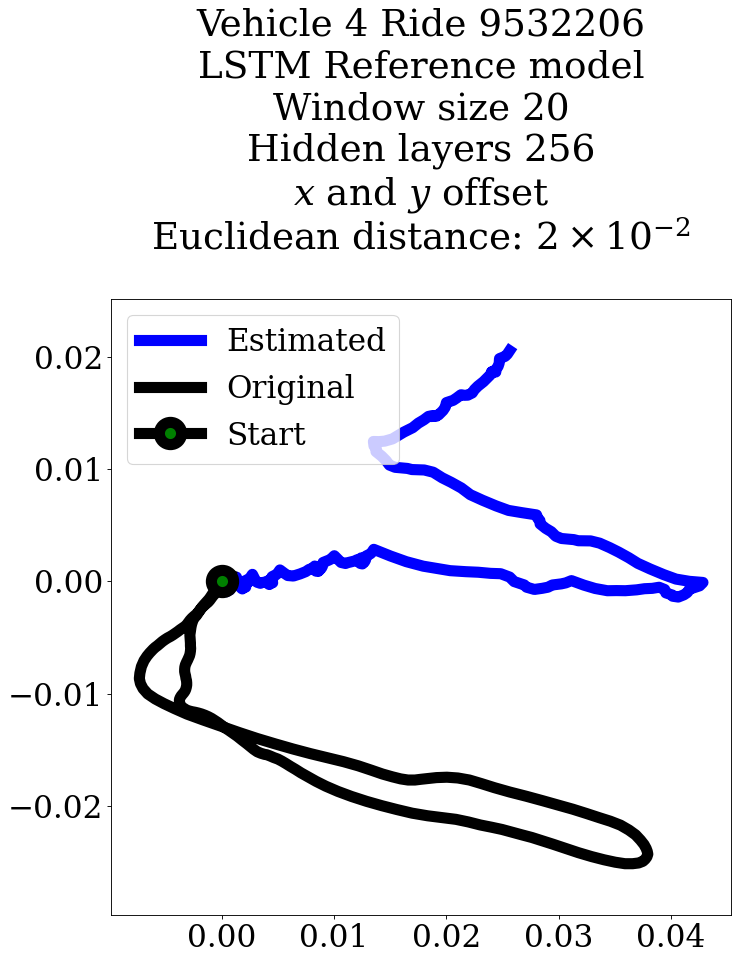 Vehicle 4 Ride 9532206
LSTM Reference model
Window size 20
Hidden layers 256
x and y offset
Euclidean distance: 2 × 10⁻²
Estimated
Original
Start
0.02
0.01
0.00
−0.01
−0.02
0.00 0.01 0.02 0.03 0.04